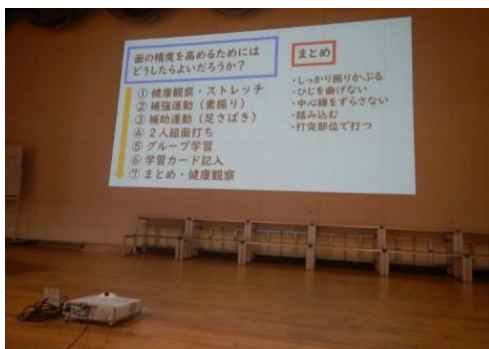 面の精度を高めるためには
どうしたらよいだろうか？
① 健康観察・ストレッチ
② 補強運動（素振り）
③ 補助運動（足さばき）
④ ２人組面打ち
⑤ グループ学習
⑥ 学習カード記入
⑦ まとめ・健康観察
まとめ
・しっかり振りかぶる
・ひじを曲げない
・中心線をずらさない
・踏み込む
・打突部位で打つ